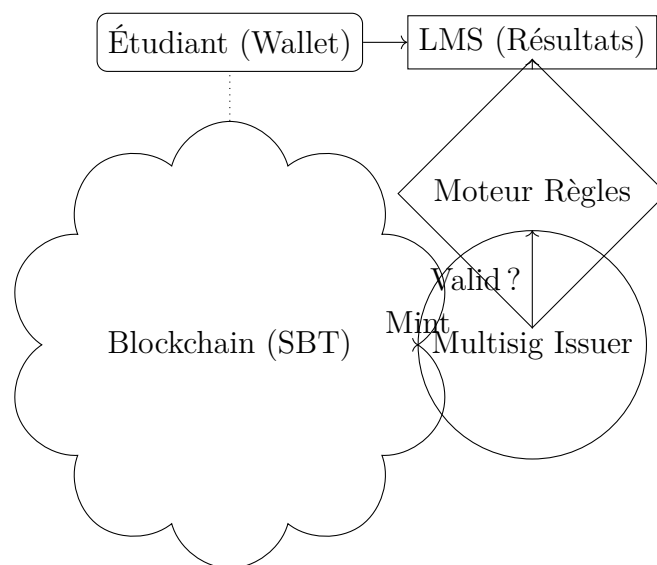 Étudiant (Wallet)
LMS (Résultats)
Moteur Règles
Valid ?
Mint
Blockchain (SBT)
Multisig Issuer